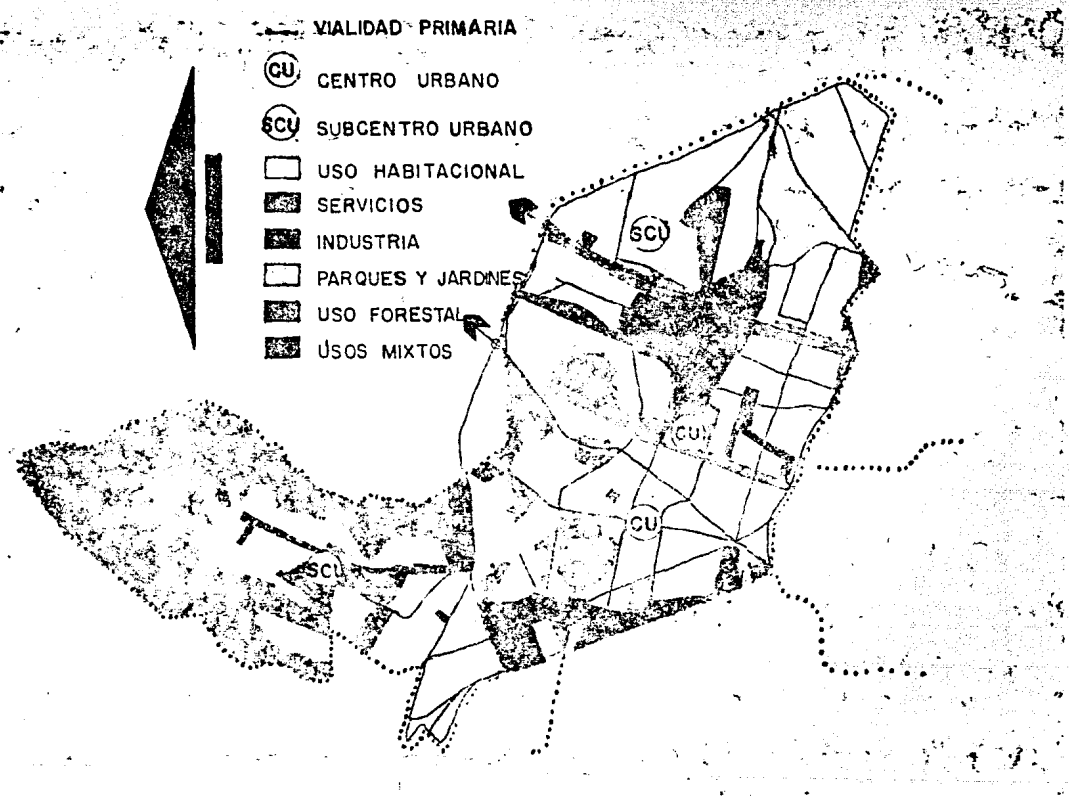 VIALIDAD PRIMARIA
CU CENTRO URBANO
SCU SUBCENTRO URBANO
USO HABITACIONAL
SERVICIOS
INDUSTRIA
PARQUES Y JARDINES
USO FORESTAL
USOS MIXTOS
SCU
CU
CU
SCU